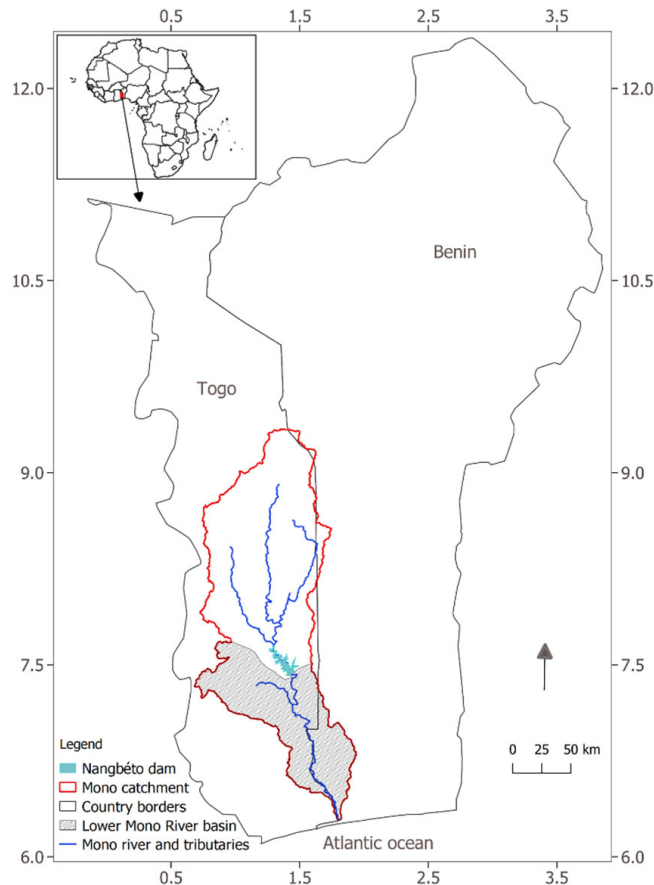 0.5 1.5 2.5 3.5
12.0 12.0
Benin
10.5 10.5
Togo
9.0 9.0
7.5 7.5
Legend
0 25 50 km
Nangbéto dam
Mono catchment
Country borders
Lower Mono River basin
Mono river and tributaries
Atlantic ocean
6.0 6.0
0.5 1.5 2.5 3.5